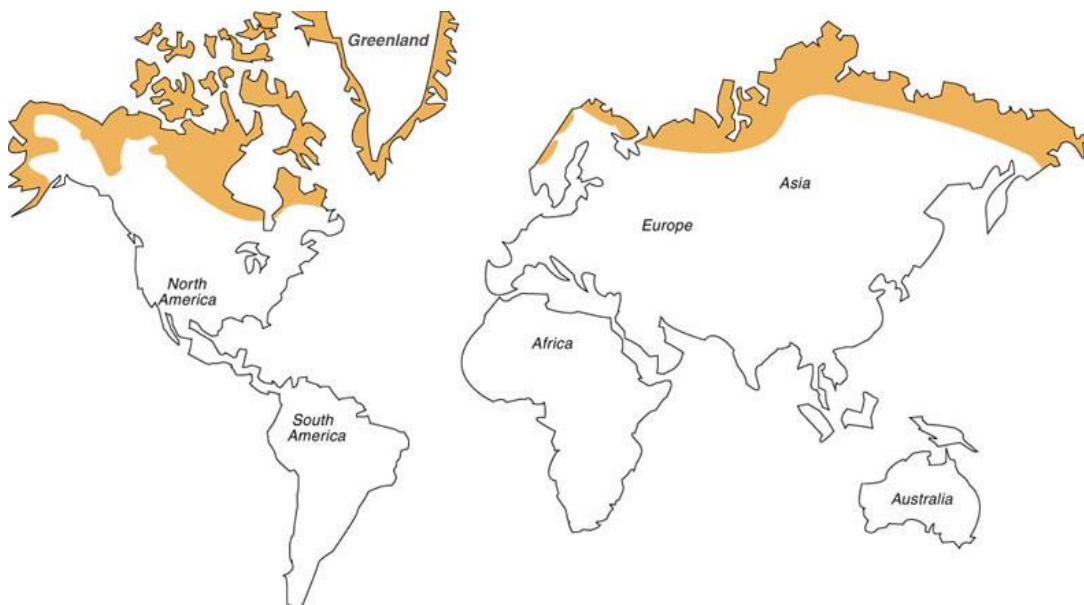 Greenland
Asia
Europe
North
America
Africa
South
America
Australia